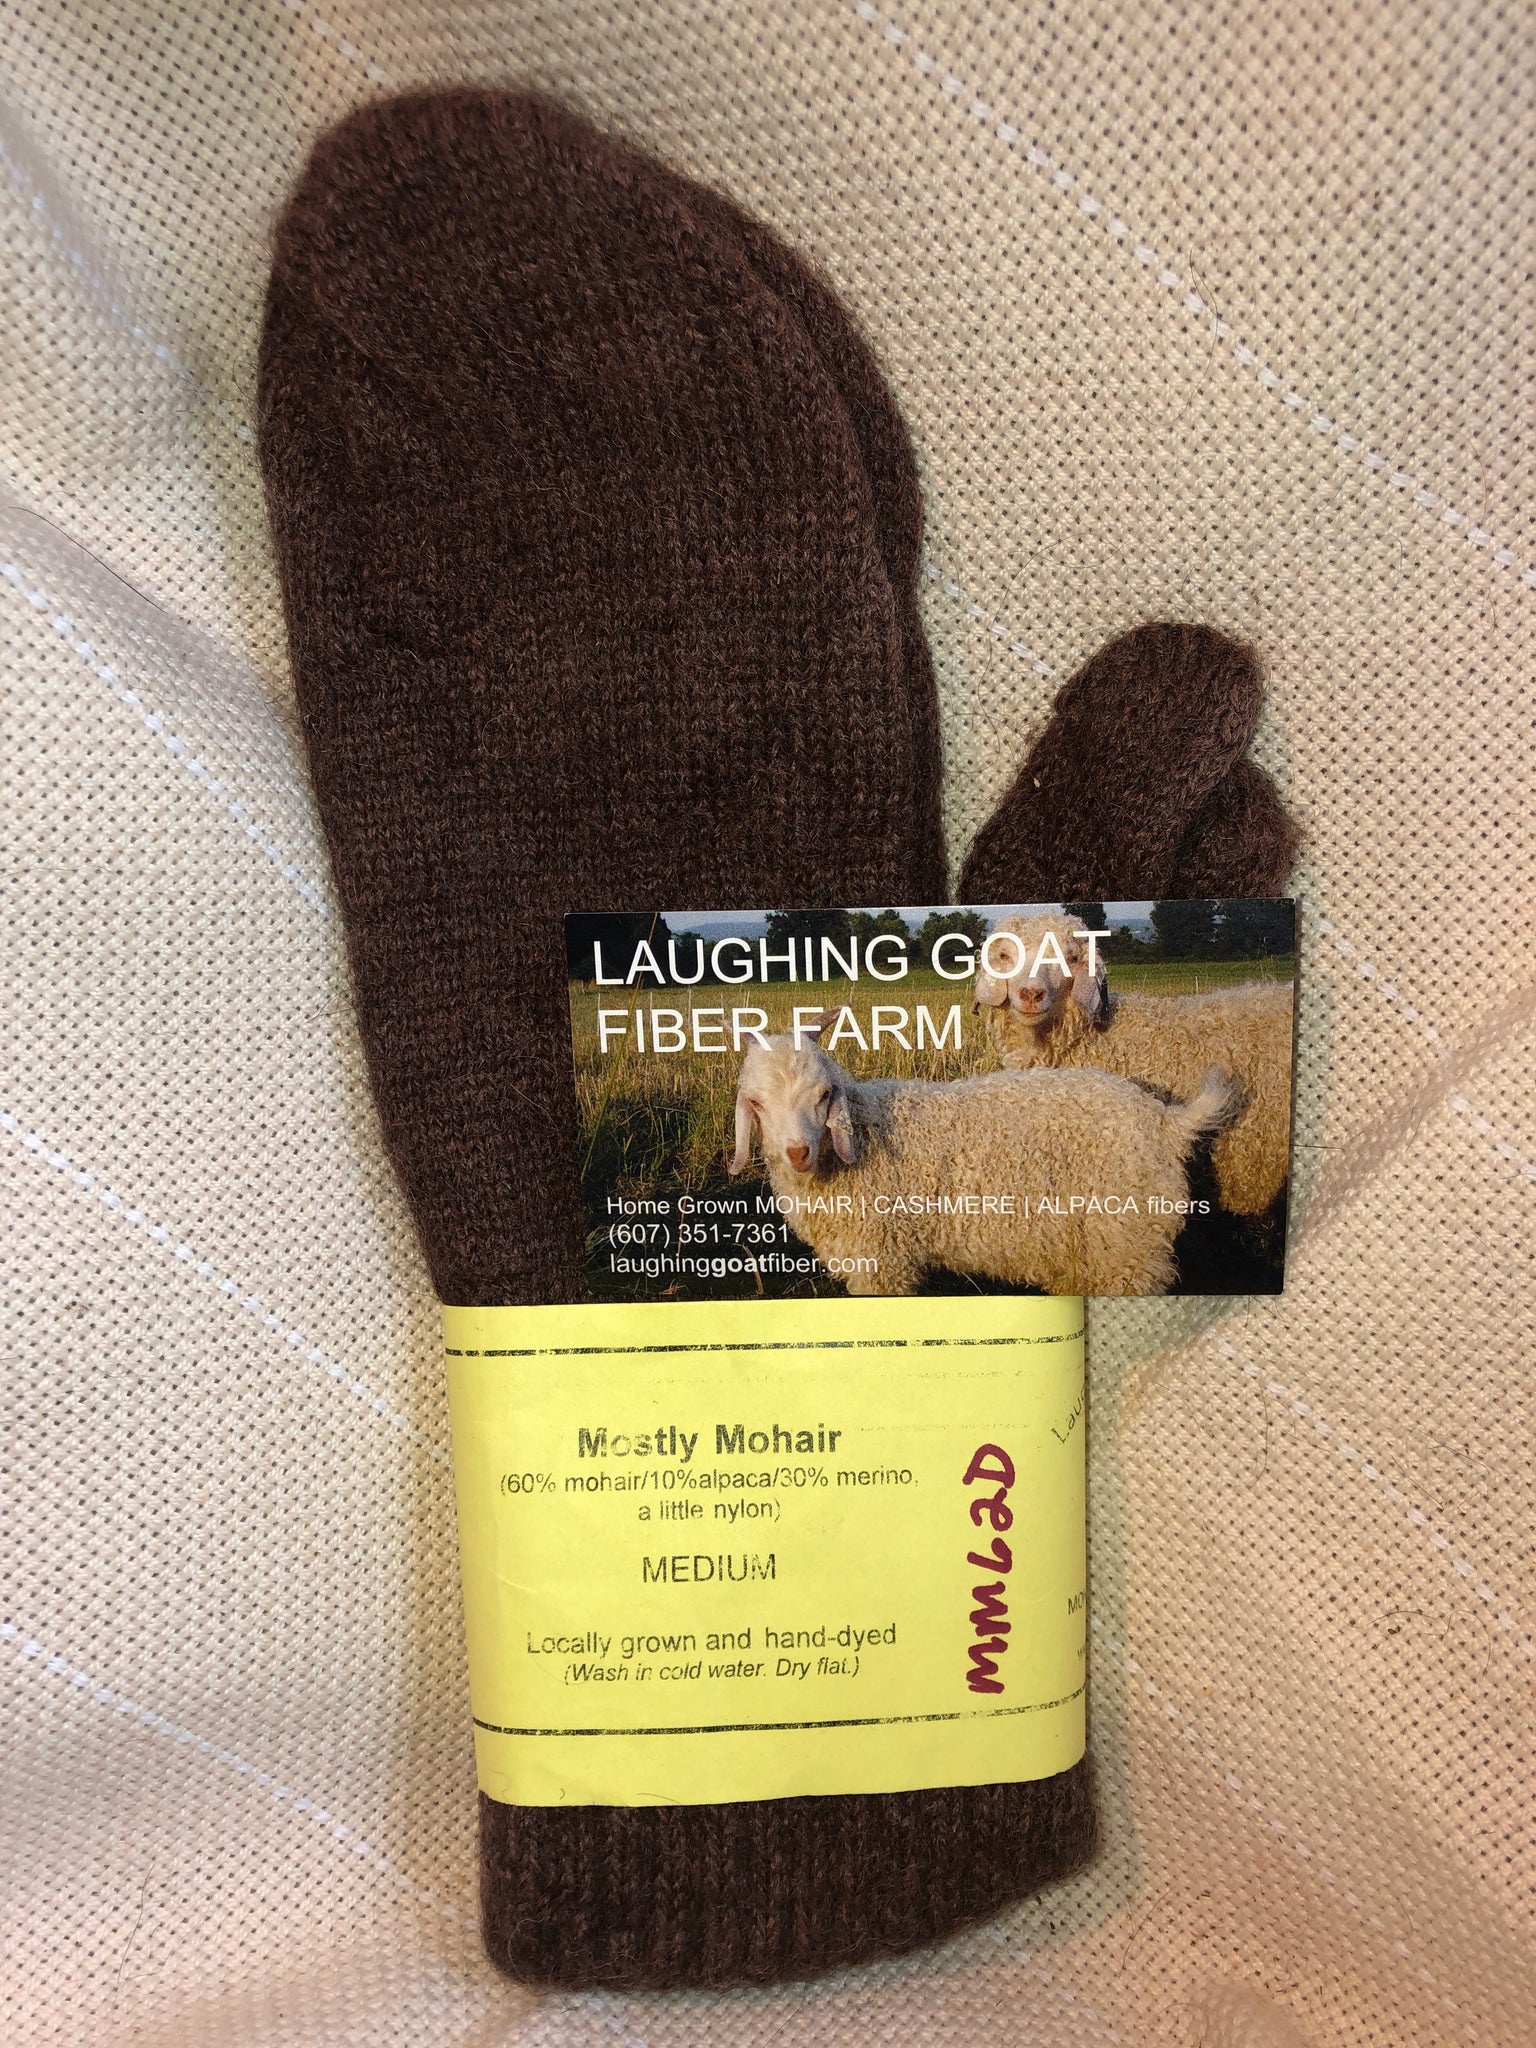 LAUGHING GOAT
FIBER FARM
Home Grown MOHAIR | CASHMERE | ALPACA fibers
(607) 351-7361
laughinggoatfiber.com
Mostly Mohair
(60% mohair/10%alpaca/30% merino,
a little nylon)
MEDIUM
Locally grown and hand-dyed
(Wash in cold water. Dry flat.)
MM62D